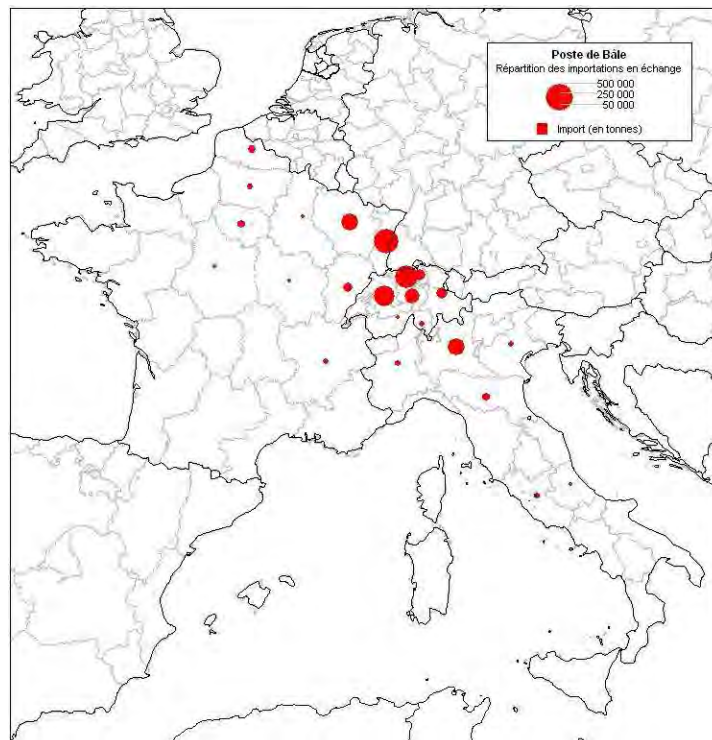 Poste de Bâle
Répartition des importations en échange
500 000
250 000
50 000
Import (en tonnes)